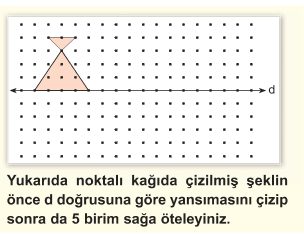 d
Yukarıda noktalı kağıda çizilmiş şeklin
önce d doğrusuna göre yansımasını çizip
sonra da 5 birim sağa öteleyiniz.